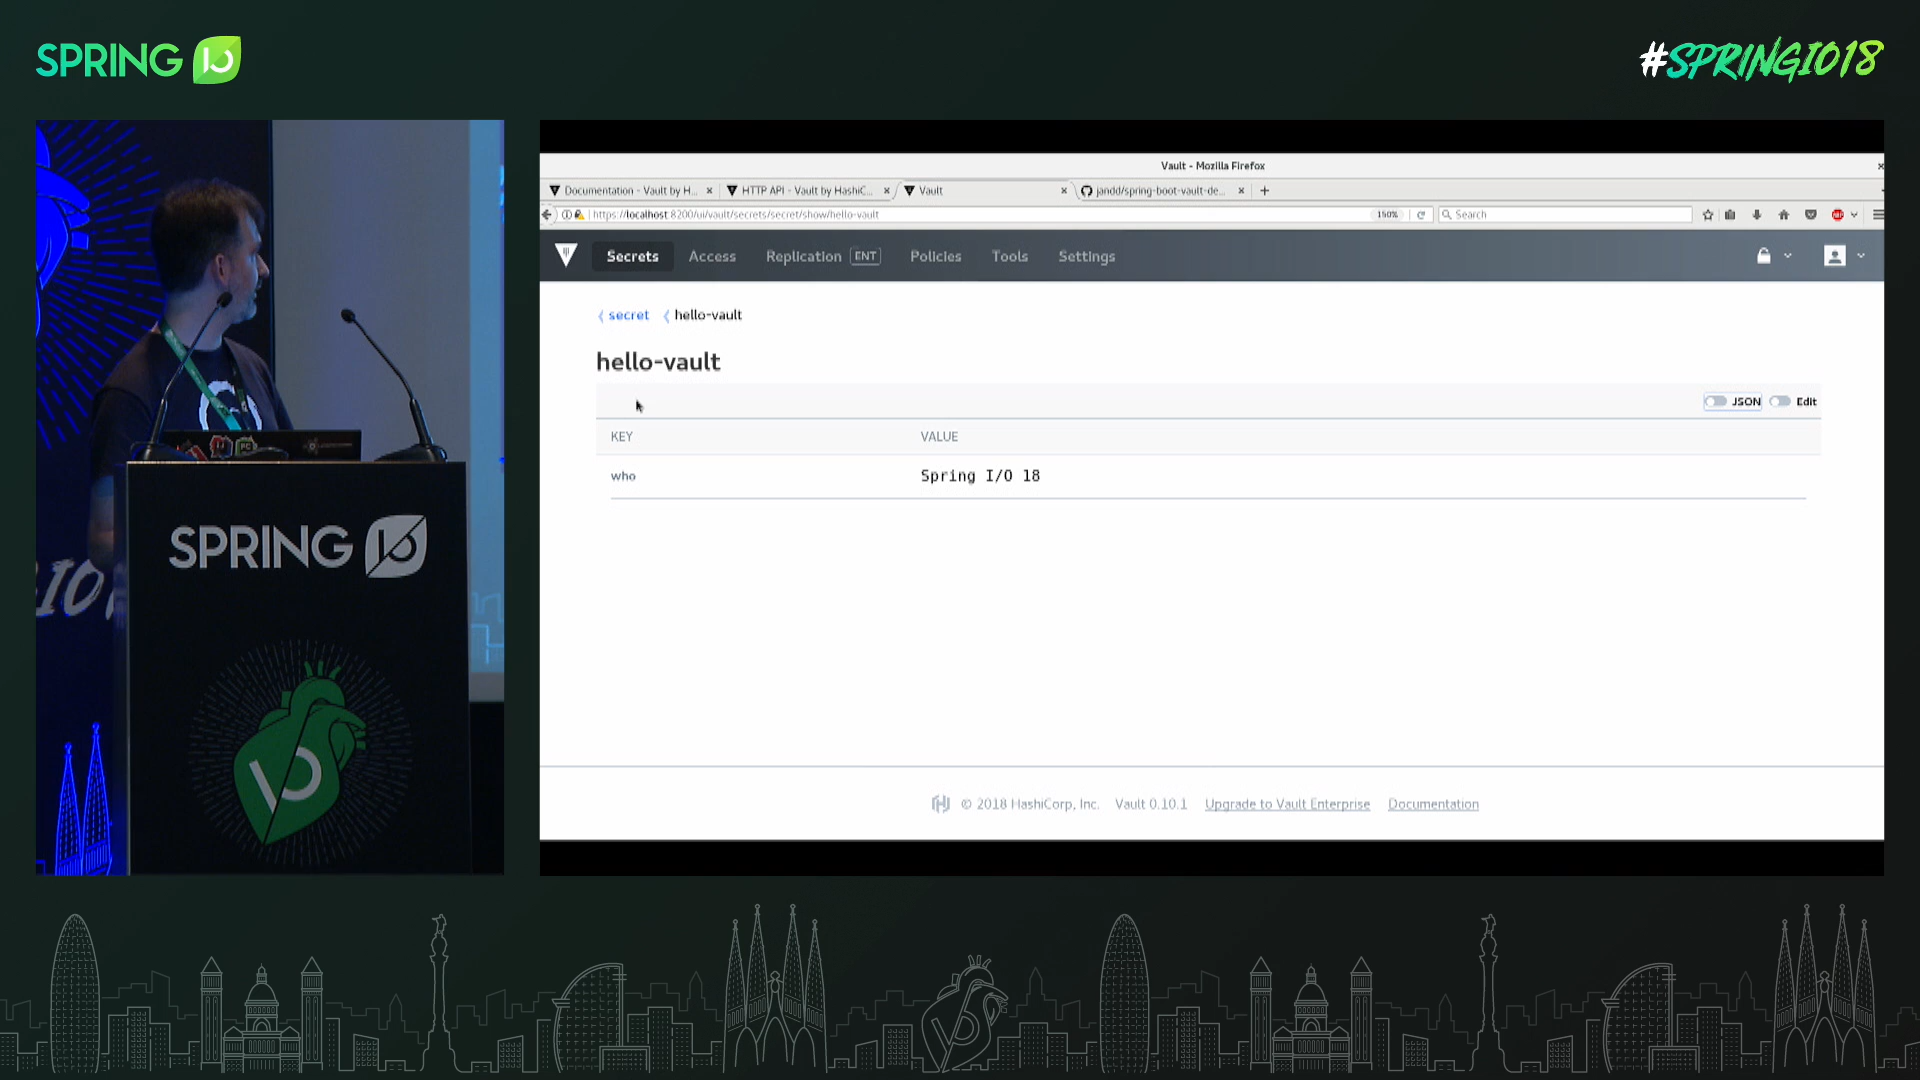 SPRING IO
#SPRINGIO18
Vault - Mozilla Firefox
Documentation - Vault by H...
HTTP API - Vault by HashiC...
Vault
jandd/spring-boot-vault-de...
https://localhost:8200/ui/vault/secrets/secret/show/hello-vault
150%
Search
Secrets
Access
Replication ENT
Policies
Tools
Settings
secret
hello-vault
hello-vault
JSON
Edit
KEY
VALUE
who
Spring I/O 18
© 2018 HashiCorp, Inc.
Vault 0.10.1
Upgrade to Vault Enterprise
Documentation
SPRING IO
IO